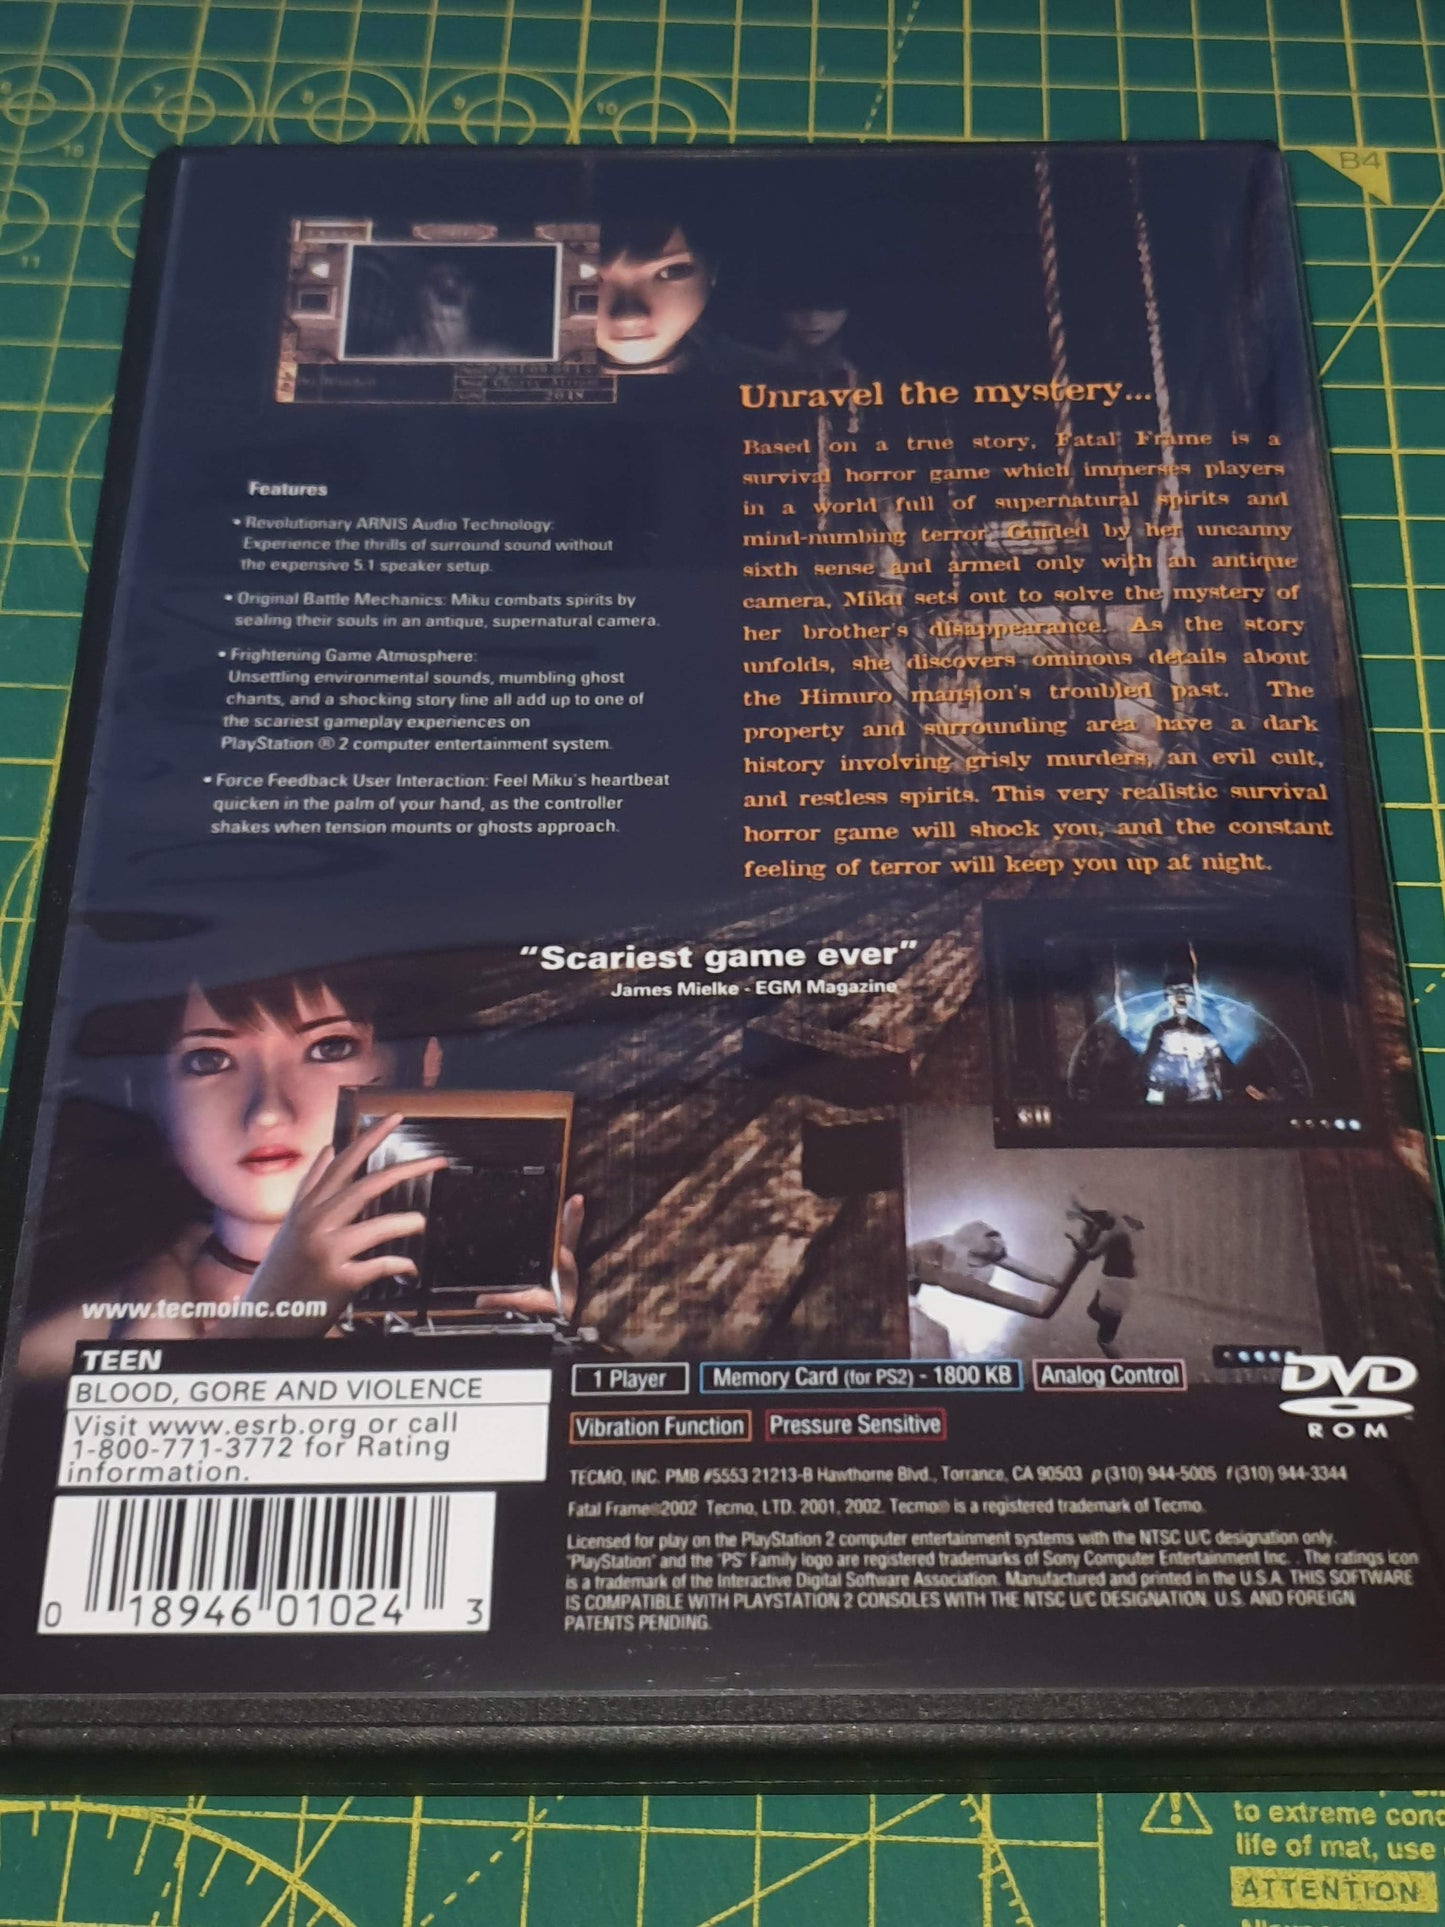 6
7
8
9
10
10
11
B4
Unravel the mystery...
Based on a true story, Fatal Frame is a
survival horror game which immerses players
in a world full of supernatural spirits and
mind-numbing terror. Guided by her uncanny
sixth sense and armed only with an antique
camera, Miku sets out to solve the mystery of
her brother's disappearance. As the story
unfolds, she discovers ominous details about
the Himuro mansion's troubled past. The
property and surrounding area have a dark
history involving grisly murders, an evil cult,
and restless spirits. This very realistic survival
horror game will shock you, and the constant
feeling of terror will keep you up at night.
Features
• Revolutionary ARNIS Audio Technology:
Experience the thrills of surround sound without
the expensive 5.1 speaker setup.
• Original Battle Mechanics: Miku combats spirits by
sealing their souls in an antique, supernatural camera.
• Frightening Game Atmosphere:
Unsettling environmental sounds, mumbling ghost
chants, and a shocking story line all add up to one of
the scariest gameplay experiences on
PlayStation ® 2 computer entertainment system.
• Force Feedback User Interaction: Feel Miku's heartbeat
quicken in the palm of your hand, as the controller
shakes when tension mounts or ghosts approach.
"Scariest game ever"
James Mielke - EGM Magazine
www.tecmoinc.com
TEEN
BLOOD, GORE AND VIOLENCE
Visit www.esrb.org or call
1-800-771-3772 for Rating
information.
1 Player
Memory Card (for PS2) - 1800 KB
Analog Control
Vibration Function
Pressure Sensitive
DVD
ROM
TECMO, INC. PMB #5553 21213-B Hawthorne Blvd., Torrance, CA 90503 p (310) 944-5005 f (310) 944-3344
Fatal Frame®2002 Tecmo, LTD. 2001, 2002. Tecmo® is a registered trademark of Tecmo.
Licensed for play on the PlayStation 2 computer entertainment systems with the NTSC U/C designation only.
"PlayStation" and the "PS" Family logo are registered trademarks of Sony Computer Entertainment Inc. . The ratings icon
is a trademark of the Interactive Digital Software Association. Manufactured and printed in the U.S.A. THIS SOFTWARE
IS COMPATIBLE WITH PLAYSTATION 2 CONSOLES WITH THE NTSC U/C DESIGNATION. U.S. AND FOREIGN
PATENTS PENDING.
0 18946 01024 3
to extreme
life of mat, use
ATTENTION